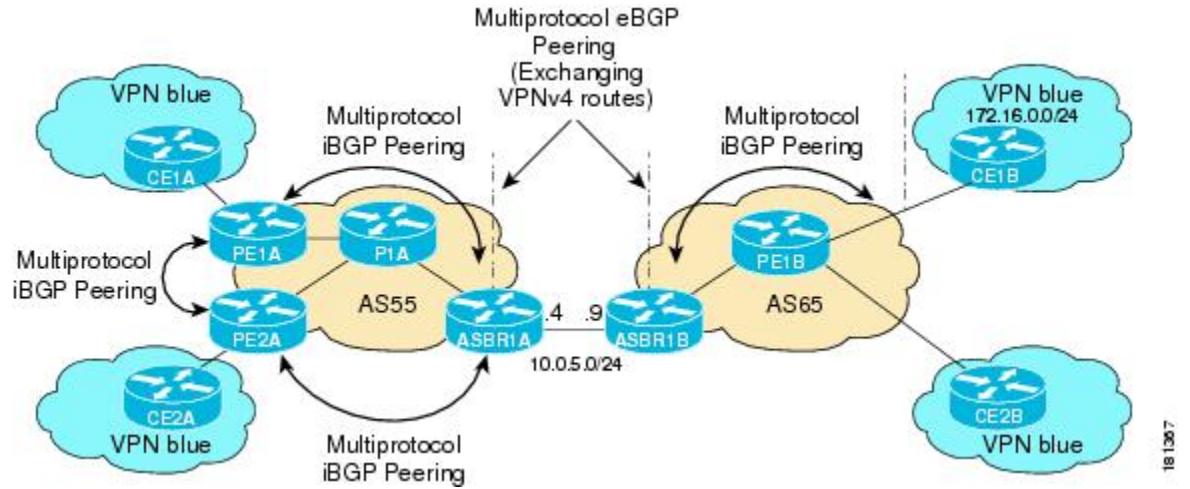 Multiprotocol eBGP
Peering
(Exchanging
VPNv4 routes)
VPN blue
CE1A
Multiprotocol
iBGP Peering
Multiprotocol
iBGP Peering
VPN blue
172.16.0.0/24
CE1B
PE1A
P1A
PE1B
Multiprotocol
iBGP Peering
PE2A
AS55
ASBR1A
.4
.9
ASBR1B
AS65
10.0.5.0/24
CE2A
VPN blue
Multiprotocol
iBGP Peering
CE2B
VPN blue
181367